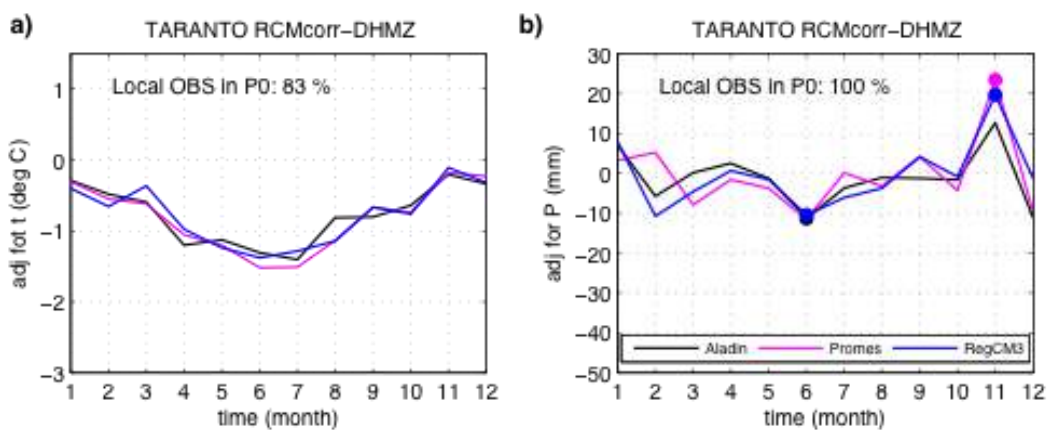 a) TARANTO RCMcorr-DHMZ
Local OBS in P0: 83 %
1
0
−1
−2
−3
adj fot t (deg C)
1 2 3 4 5 6 7 8 9 10 11 12
time (month)
b) TARANTO RCMcorr-DHMZ
Local OBS in P0: 100 %
30
20
10
0
−10
−20
−30
−40
−50
adj for P (mm)
Aladin Promes RegCM3
1 2 3 4 5 6 7 8 9 10 11 12
time (month)